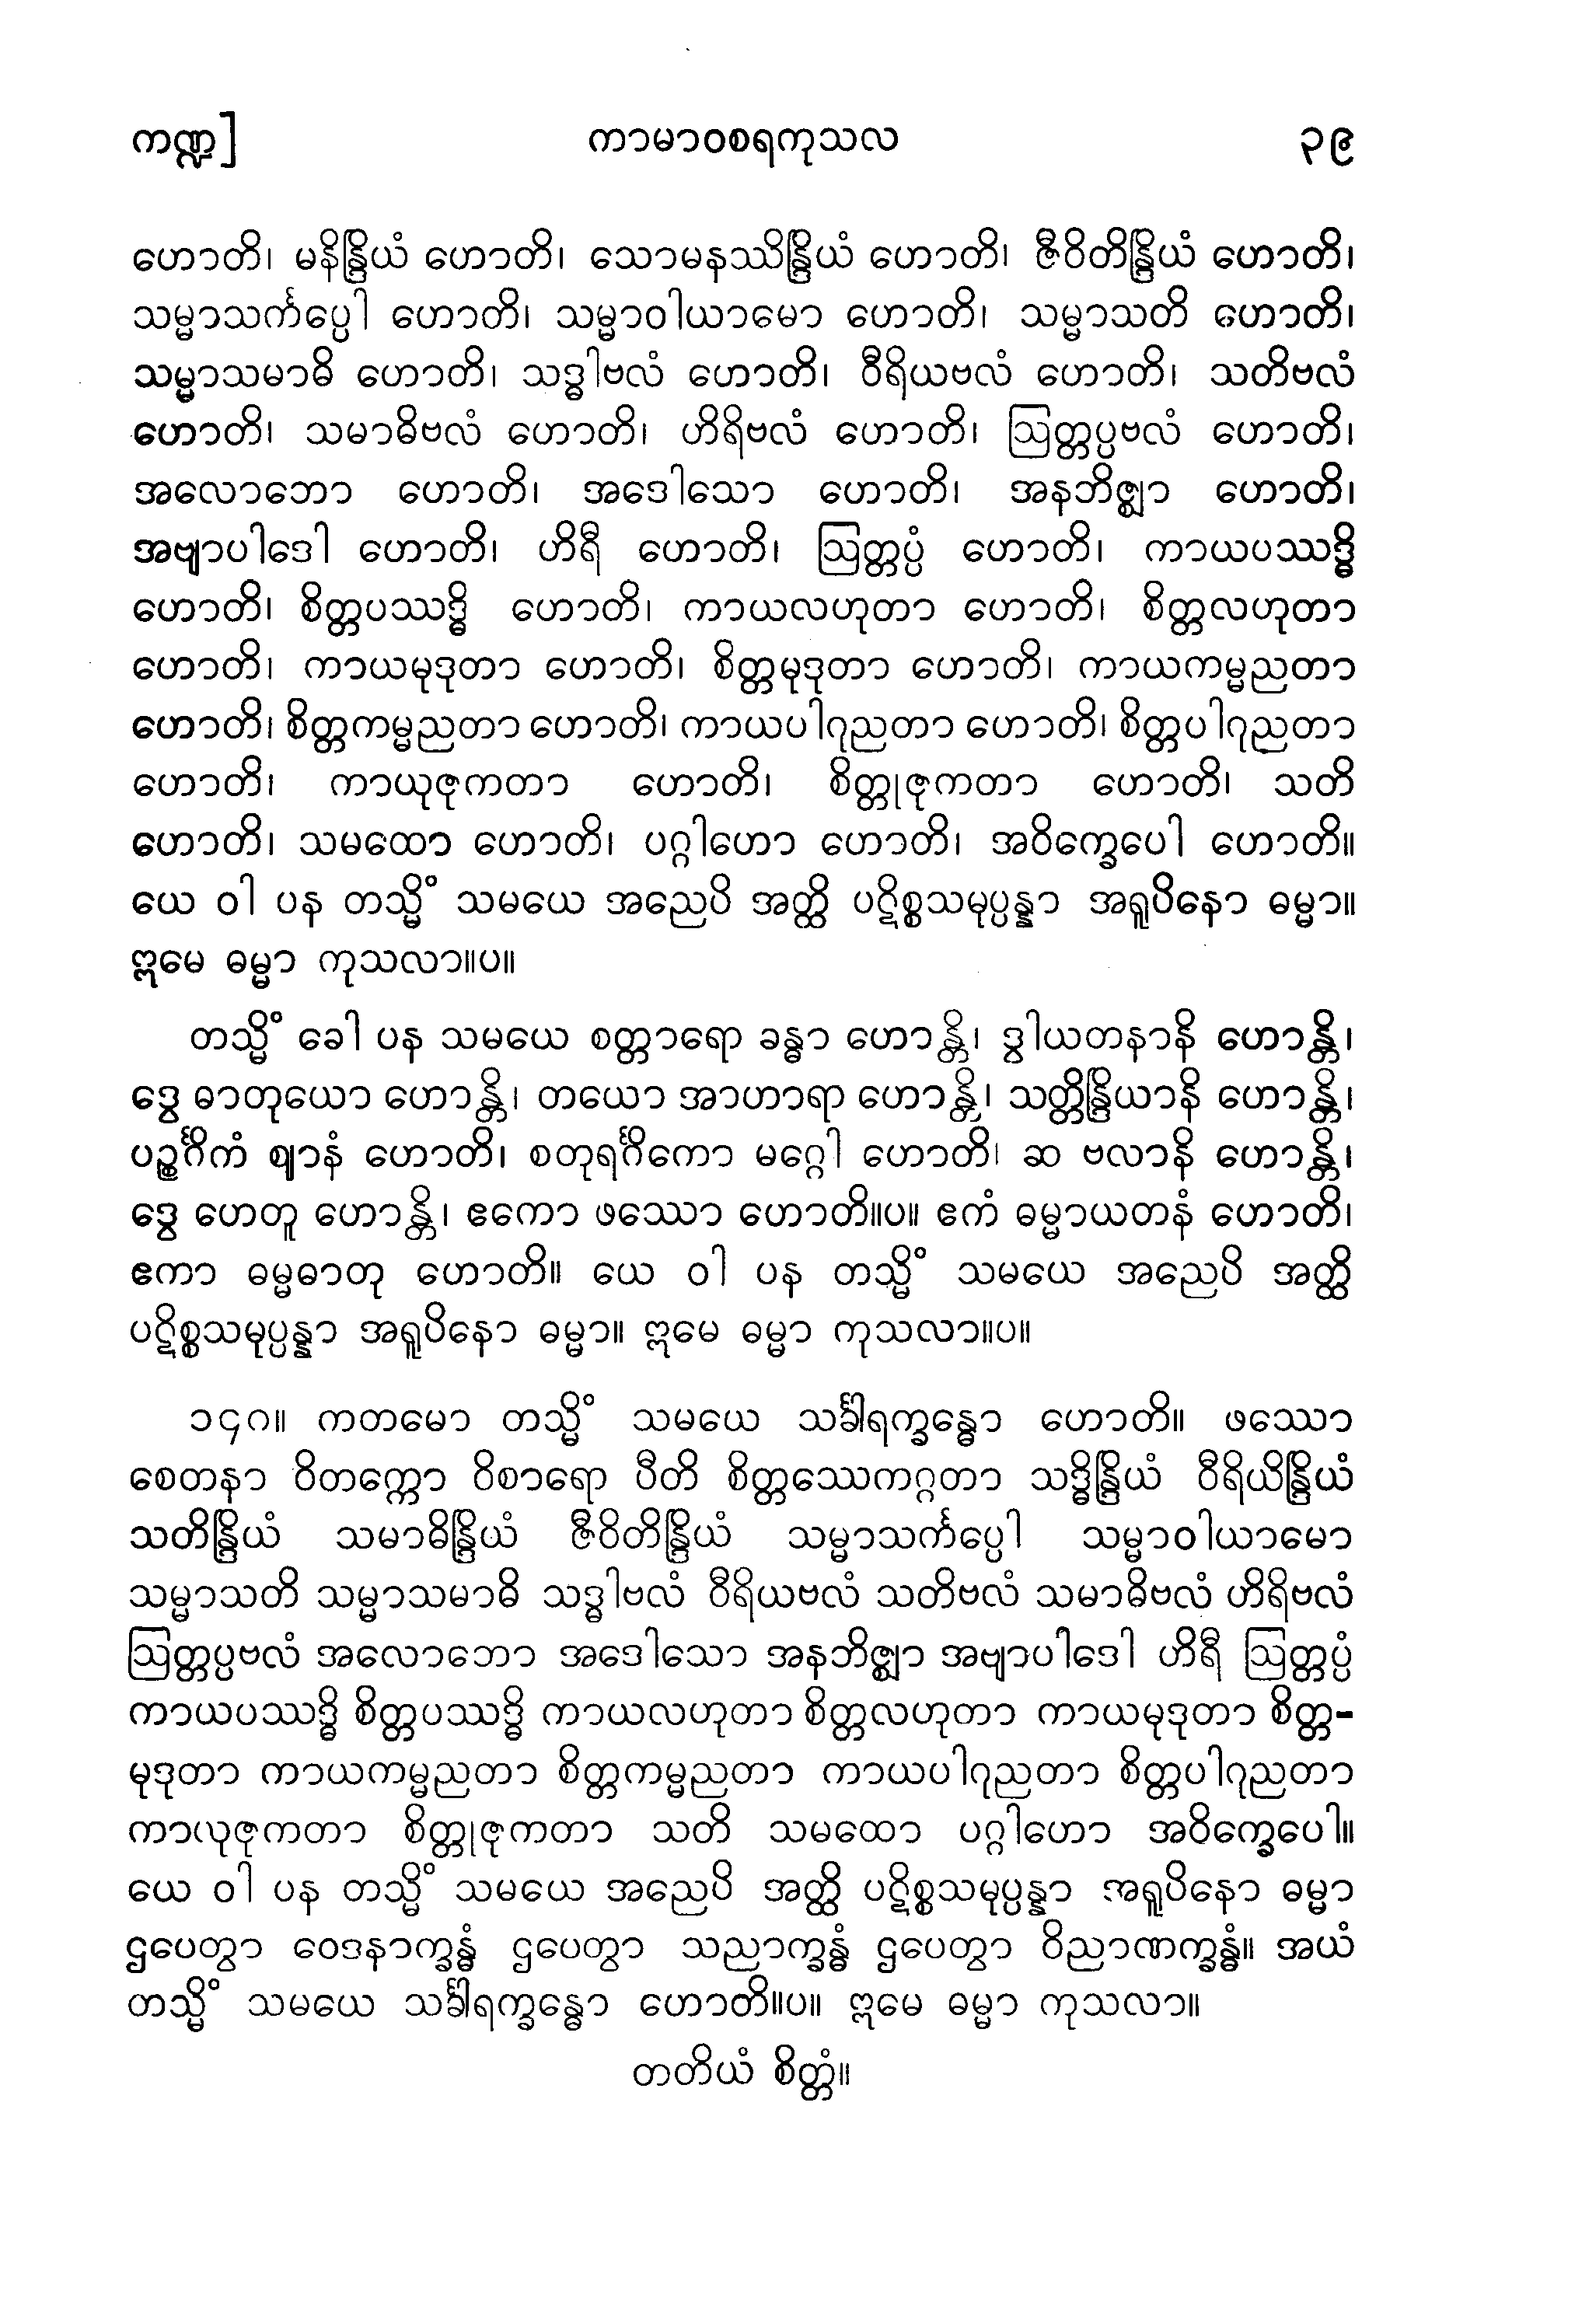 ကဏ္ဍ] ကာမာဝစရကုသလ ၃၉
ဟောတိ၊ မနိန္ဒြိယံ ဟောတိ၊ သောမနဿိန္ဒြိယံ ဟောတိ၊ ဇီဝိတိန္ဒြိယံ ဟောတိ၊
သမ္မာသင်္ကပ္ပေါ ဟောတိ၊ သမ္မာဝါယာမော ဟောတိ၊ သမ္မာသတိ ဟောတိ၊
သမ္မာသမာဓိ ဟောတိ၊ သဒ္ဓါဗလံ ဟောတိ၊ ဝီရိယဗလံ ဟောတိ၊ သတိဗလံ
ဟောတိ၊ သမာဓိဗလံ ဟောတိ၊ ဟိရိဗလံ ဟောတိ၊ ဩတ္တပ္ပဗလံ ဟောတိ၊
အလောဘော ဟောတိ၊ အဒေါသော ဟောတိ၊ အနဘိဇ္ဈာ ဟောတိ၊
အဗျာပါဒေါ ဟောတိ၊ ဟိရီ ဟောတိ၊ ဩတ္တပ္ပံ ဟောတိ၊ ကာယပဿဒ္ဓိ
ဟောတိ၊ စိတ္တပဿဒ္ဓိ ဟောတိ၊ ကာယလဟုတာ ဟောတိ၊ စိတ္တလဟုတာ
ဟောတိ၊ ကာယမုဒုတာ ဟောတိ၊ စိတ္တမုဒုတာ ဟောတိ၊ ကာယကမ္မညတာ
ဟောတိ၊ စိတ္တကမ္မညတာ ဟောတိ၊ ကာယပါဂုညတာ ဟောတိ၊ စိတ္တပါဂုညတာ
ဟောတိ၊ ကာယုဇုကတာ ဟောတိ၊ စိတ္တုဇုကတာ ဟောတိ၊ သတိ
ဟောတိ၊ သမထော ဟောတိ၊ ပဂ္ဂါဟော ဟောတိ၊ အဝိက္ခေပေါ ဟောတိ။
ယေ ဝါ ပန တသ္မိံ သမယေ အညေပိ အတ္ထိ ပဋိစ္စသမုပ္ပန္နာ အရူပိနော ဓမ္မာ။
ဣမေ ဓမ္မာ ကုသလာ။ပ။
တသ္မိံ ခေါ ပန သမယေ စတ္တာရော ခန္ဓာ ဟောန္တိ၊ ဒွါယတနာနိ ဟောန္တိ၊
ဒွေ ဓာတုယော ဟောန္တိ၊ တယော အာဟာရာ ဟောန္တိ၊ သတ္တိန္ဒြိယာနိ ဟောန္တိ၊
ပဉ္စင်္ဂိကံ ဈာနံ ဟောတိ၊ စတုရင်္ဂိကော မဂ္ဂေါ ဟောတိ၊ ဆ ဗလာနိ ဟောန္တိ၊
ဒွေ ဟေတူ ဟောန္တိ၊ ဧကော ဖဿော ဟောတိ။ပ။ ဧကံ ဓမ္မာယတနံ ဟောတိ၊
ဧကာ ဓမ္မဓာတု ဟောတိ။ ယေ ဝါ ပန တသ္မိံ သမယေ အညေပိ အတ္ထိ
ပဋိစ္စသမုပ္ပန္နာ အရူပိနော ဓမ္မာ။ ဣမေ ဓမ္မာ ကုသလာ။ပ။
၁၄၈။ ကတမော တသ္မိံ သမယေ သင်္ခါရက္ခန္ဓော ဟောတိ။ ဖဿော
စေတနာ ဝိတက္ကော ဝိစာရော ပီတိ စိတ္တဿေကဂ္ဂတာ သဒ္ဓိန္ဒြိယံ ဝီရိယိန္ဒြိယံ
သတိန္ဒြိယံ သမာဓိန္ဒြိယံ ဇီဝိတိန္ဒြိယံ သမ္မာသင်္ကပ္ပေါ သမ္မာဝါယာမော
သမ္မာသတိ သမ္မာသမာဓိ သဒ္ဓါဗလံ ဝီရိယဗလံ သတိဗလံ သမာဓိဗလံ ဟိရိဗလံ
ဩတ္တပ္ပဗလံ အလောဘော အဒေါသော အနဘိဇ္ဈာ အဗျာပါဒေါ ဟိရီ ဩတ္တပ္ပံ
ကာယပဿဒ္ဓိ စိတ္တပဿဒ္ဓိ ကာယလဟုတာ စိတ္တလဟုတာ ကာယမုဒုတာ စိတ္တ-
မုဒုတာ ကာယကမ္မညတာ စိတ္တကမ္မညတာ ကာယပါဂုညတာ စိတ္တပါဂုညတာ
ကာယုဇုကတာ စိတ္တုဇုကတာ သတိ သမထော ပဂ္ဂါဟော အဝိက္ခေပေါ။
ယေ ဝါ ပန တသ္မိံ သမယေ အညေပိ အတ္ထိ ပဋိစ္စသမုပ္ပန္နာ အရူပိနော ဓမ္မာ
ဌပေတွာ ဝေဒနာက္ခန္ဓံ ဌပေတွာ သညာက္ခန္ဓံ ဌပေတွာ ဝိညာဏက္ခန္ဓံ။ အယံ
တသ္မိံ သမယေ သင်္ခါရက္ခန္ဓော ဟောတိ။ပ။ ဣမေ ဓမ္မာ ကုသလာ။
တတိယံ စိတ္တံ။